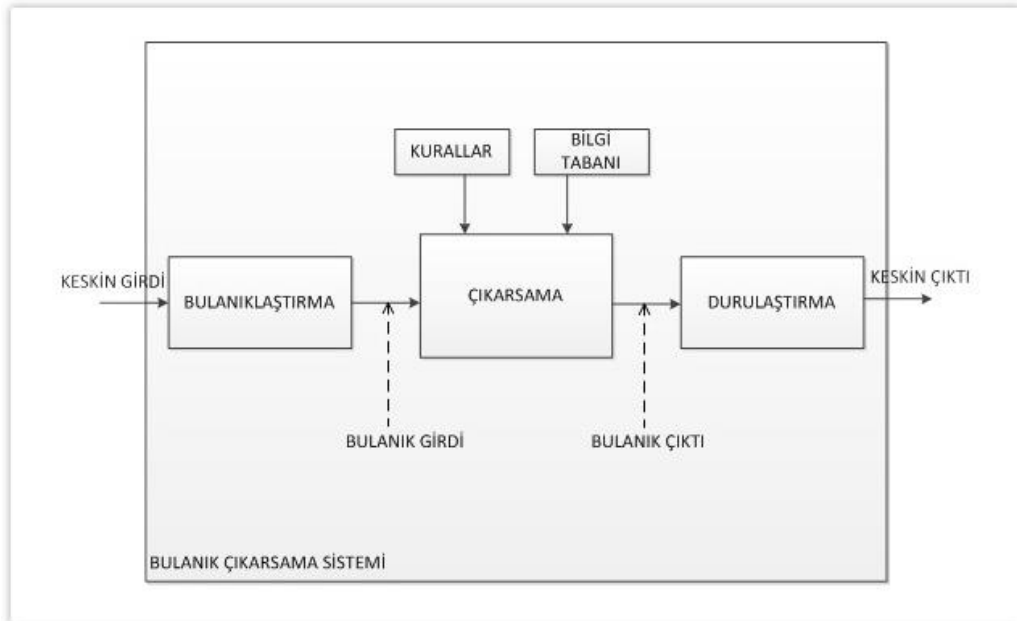 KURALLAR
BİLGİ
TABANI
KESKİN GİRDİ
BULANIKLAŞTIRMA
ÇIKARSAMA
DURULAŞTIRMA
KESKİN ÇIKTI
BULANIK GİRDİ
BULANIK ÇIKTI
BULANIK ÇIKARSAMA SİSTEMİ